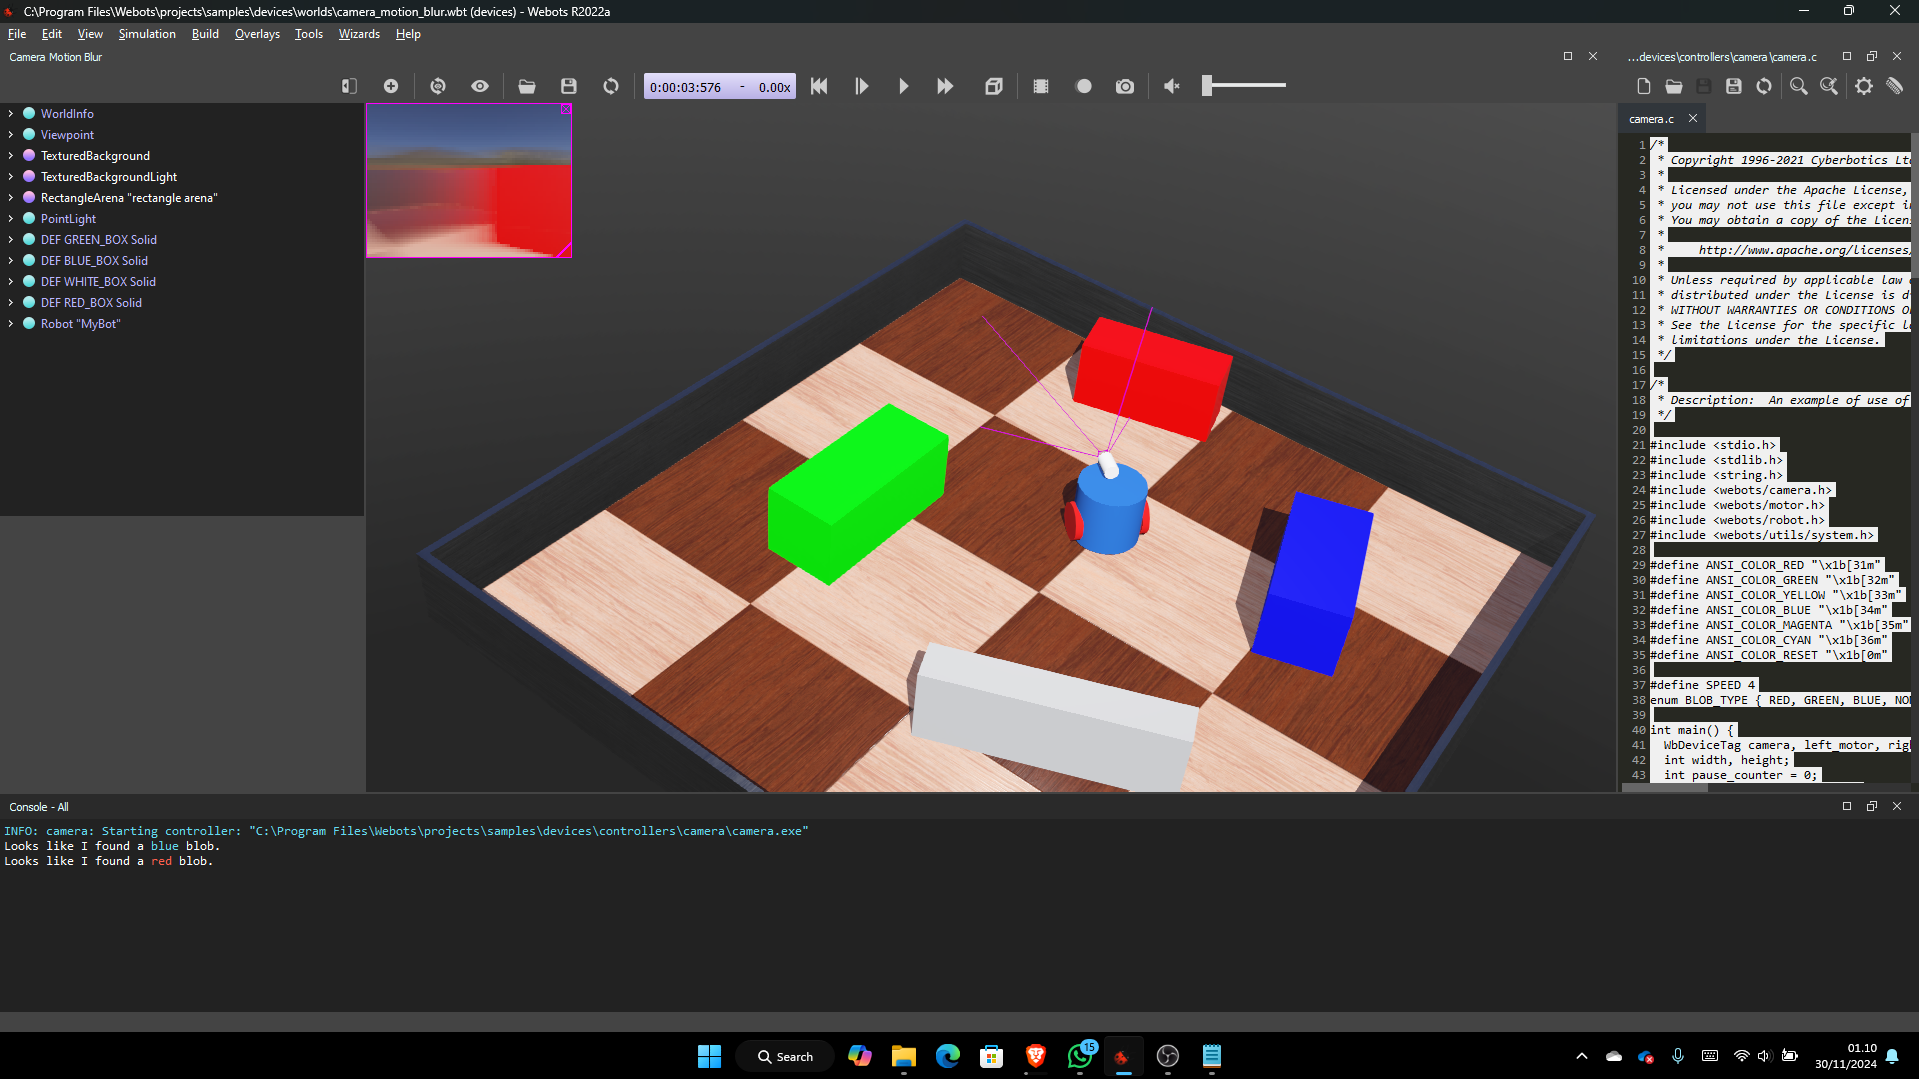 C:\Program Files\Webots\projects\samples\devices\worlds\camera_motion_blur.wbt (devices) - Webots R2022a
File Edit View Simulation Build Overlays Tools Wizards Help
Camera Motion Blur
0:00:03:576 - 0.00x
WorldInfo
Viewpoint
TexturedBackground
TexturedBackgroundLight
RectangleArena "rectangle arena"
PointLight
DEF GREEN_BOX Solid
DEF BLUE_BOX Solid
DEF WHITE_BOX Solid
DEF RED_BOX Solid
Robot "MyBot"
...devices\controllers\camera\camera.c
camera.c
1 /*
2 * Copyright 1996-2021 Cyberbotics Ltd
3 *
4 * Licensed under the Apache License,
5 * you may not use this file except i
6 * You may obtain a copy of the Licen
7 *
8 * http://www.apache.org/licenses/
9 *
10 * Unless required by applicable law
11 * distributed under the License is d
12 * WITHOUT WARRANTIES OR CONDITIONS O
13 * See the License for the specific l
14 * limitations under the License.
15 */
16
17 /*
18 * Description: An example of use of
19 */
20
21 #include <stdio.h>
22 #include <stdlib.h>
23 #include <string.h>
24 #include <webots/camera.h>
25 #include <webots/motor.h>
26 #include <webots/robot.h>
27 #include <webots/utils/system.h>
28
29 #define ANSI_COLOR_RED "\x1b[31m"
30 #define ANSI_COLOR_GREEN "\x1b[32m"
31 #define ANSI_COLOR_YELLOW "\x1b[33m"
32 #define ANSI_COLOR_BLUE "\x1b[34m"
33 #define ANSI_COLOR_MAGENTA "\x1b[35m"
34 #define ANSI_COLOR_CYAN "\x1b[36m"
35 #define ANSI_COLOR_RESET "\x1b[0m"
36
37 #define SPEED 4
38 enum BLOB_TYPE { RED, GREEN, BLUE, NO
39
40 int main() {
41 WbDeviceTag camera, left_motor, rig
42 int width, height;
43 int pause_counter = 0;
Console - All
INFO: camera: Starting controller: "C:\Program Files\Webots\projects\samples\devices\controllers\camera\camera.exe"
Looks like I found a blue blob.
Looks like I found a red blob.
Search
15
01.10
30/11/2024